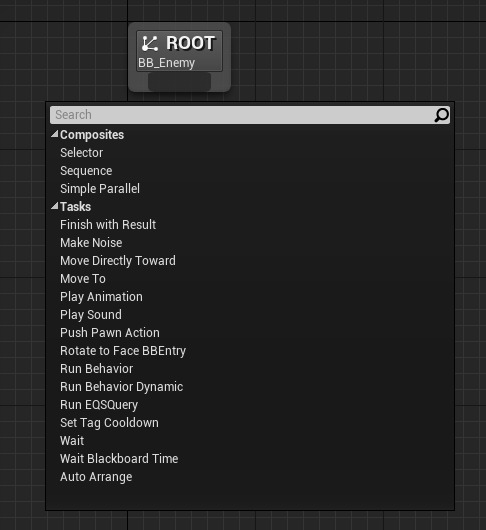 ROOT
BB_Enemy
Search
Composites
Selector
Sequence
Simple Parallel
Tasks
Finish with Result
Make Noise
Move Directly Toward
Move To
Play Animation
Play Sound
Push Pawn Action
Rotate to Face BBEntry
Run Behavior
Run Behavior Dynamic
Run EQSQuery
Set Tag Cooldown
Wait
Wait Blackboard Time
Auto Arrange